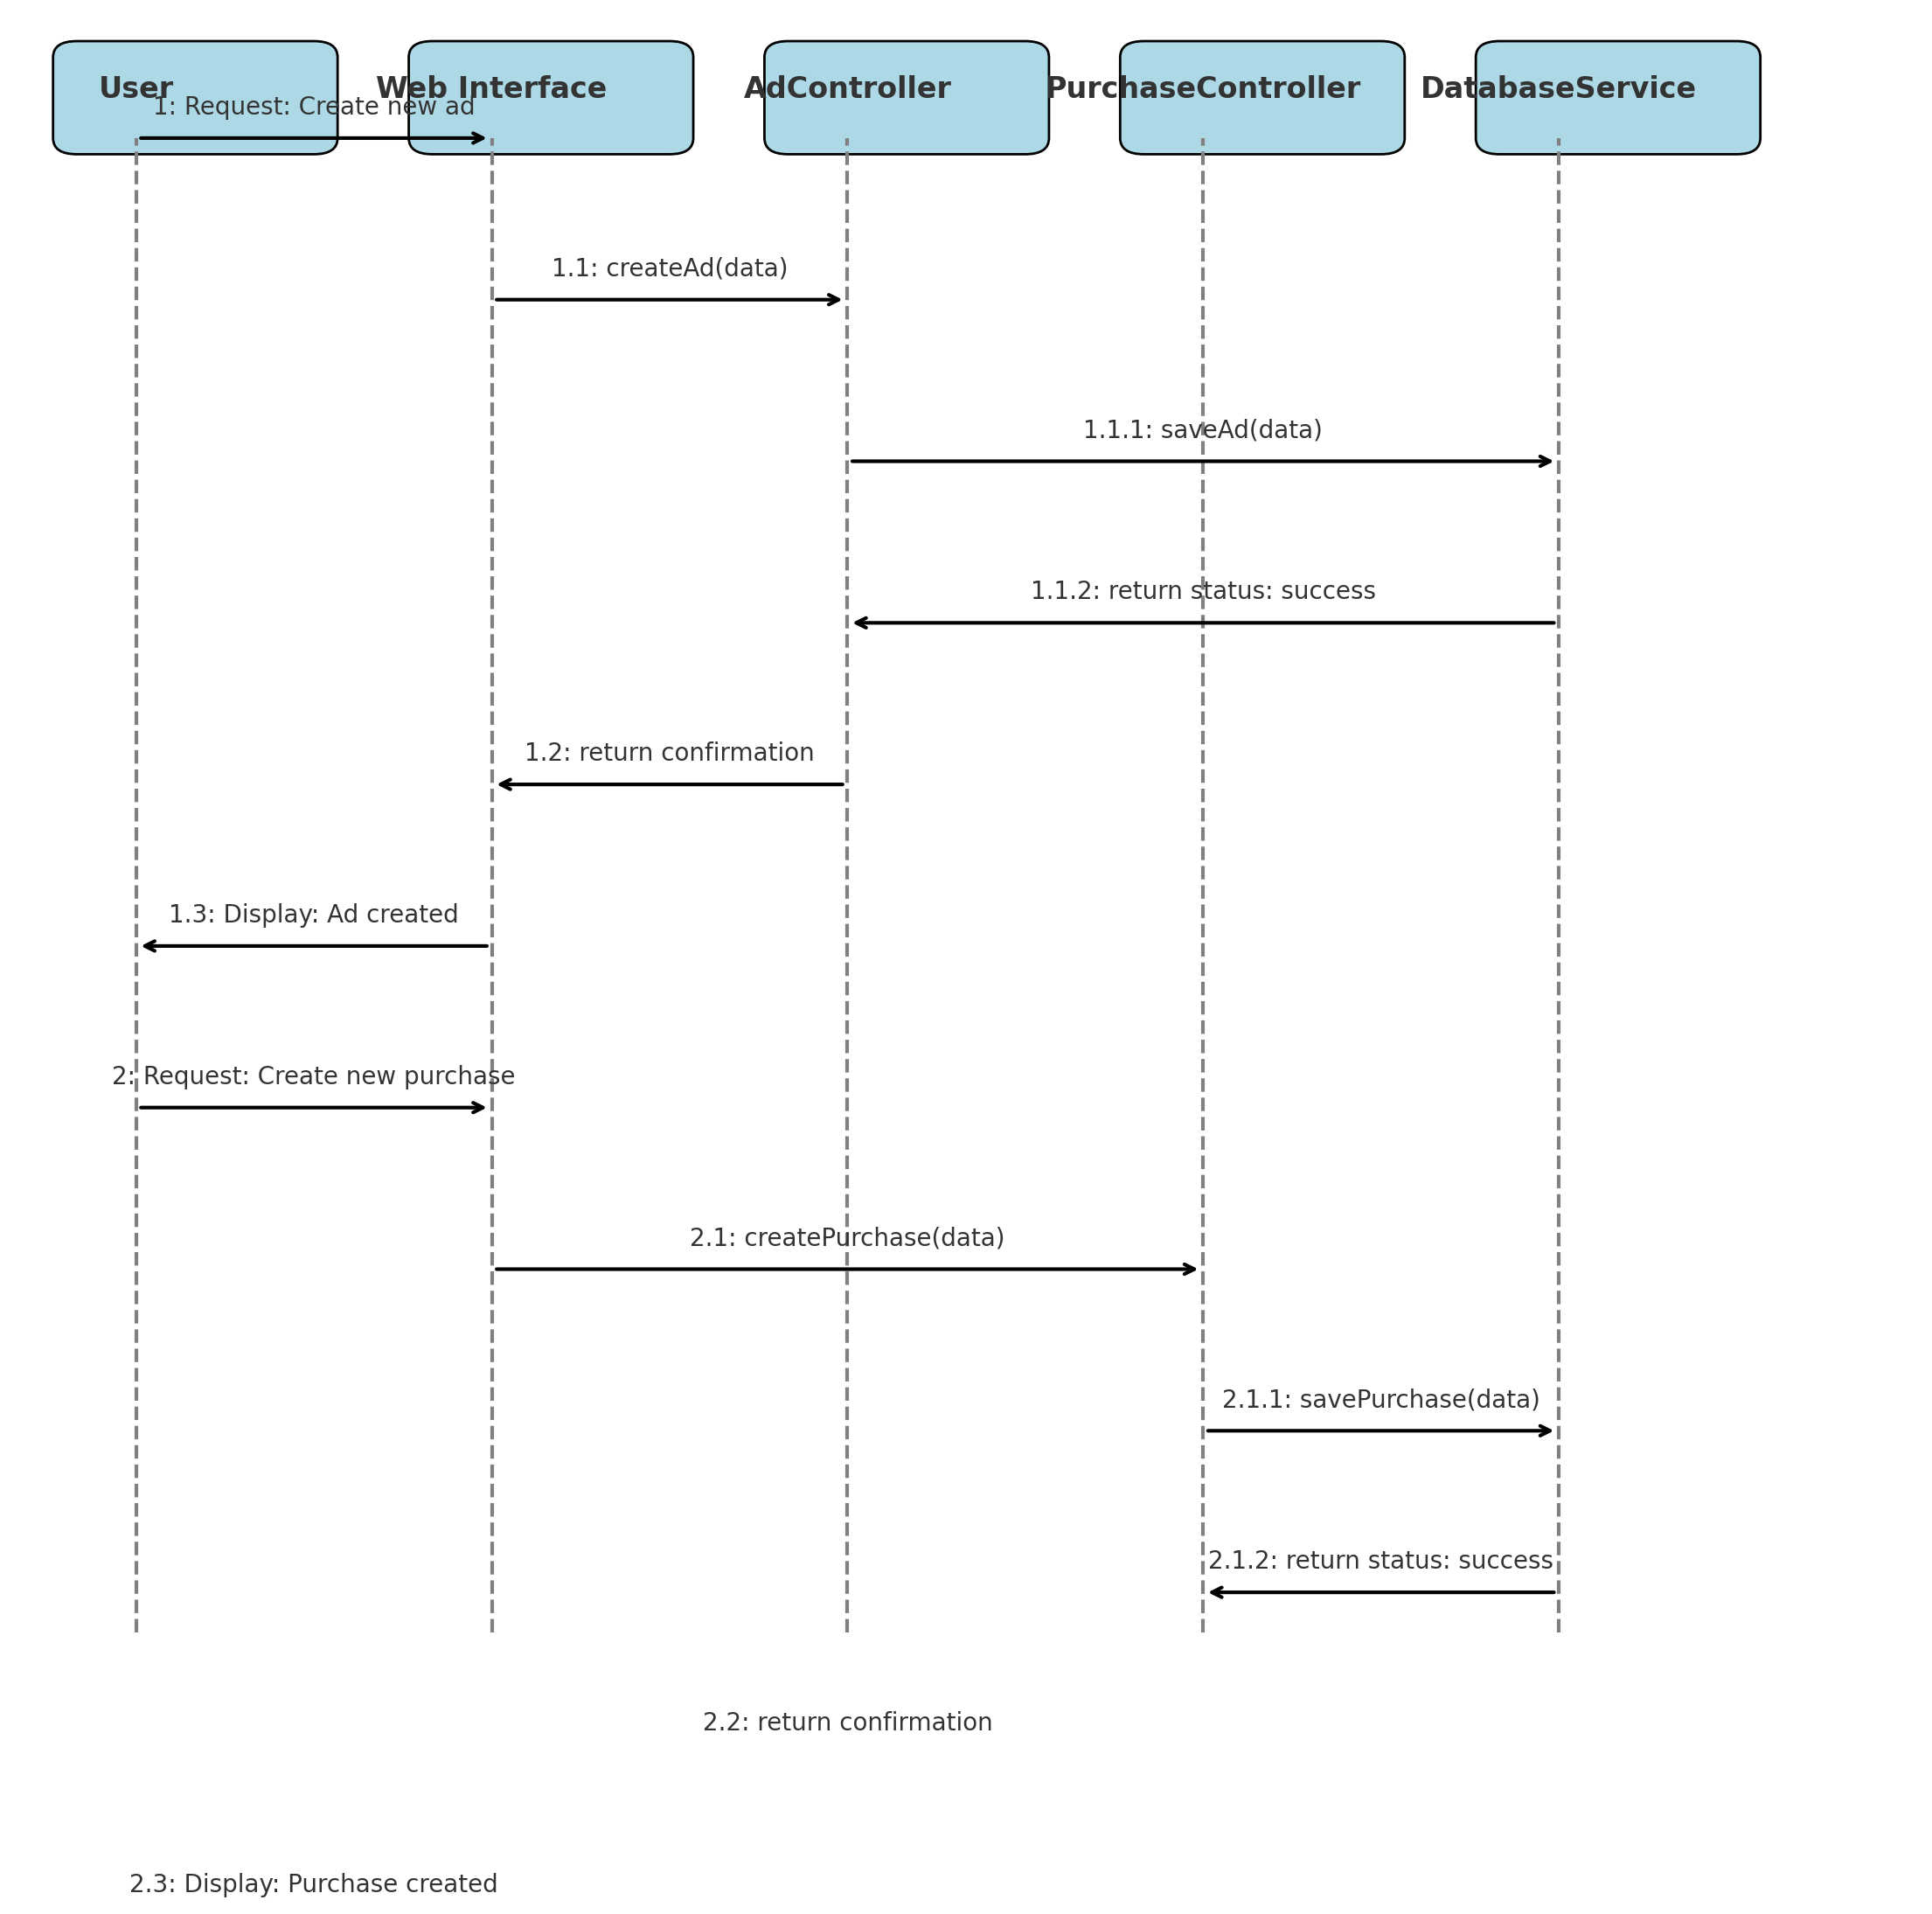 User
Web Interface
AdController
PurchaseController
DatabaseService
1: Request: Create new ad
1.1: createAd(data)
1.1.1: saveAd(data)
1.1.2: return status: success
1.2: return confirmation
1.3: Display: Ad created
2: Request: Create new purchase
2.1: createPurchase(data)
2.1.1: savePurchase(data)
2.1.2: return status: success
2.2: return confirmation
2.3: Display: Purchase created